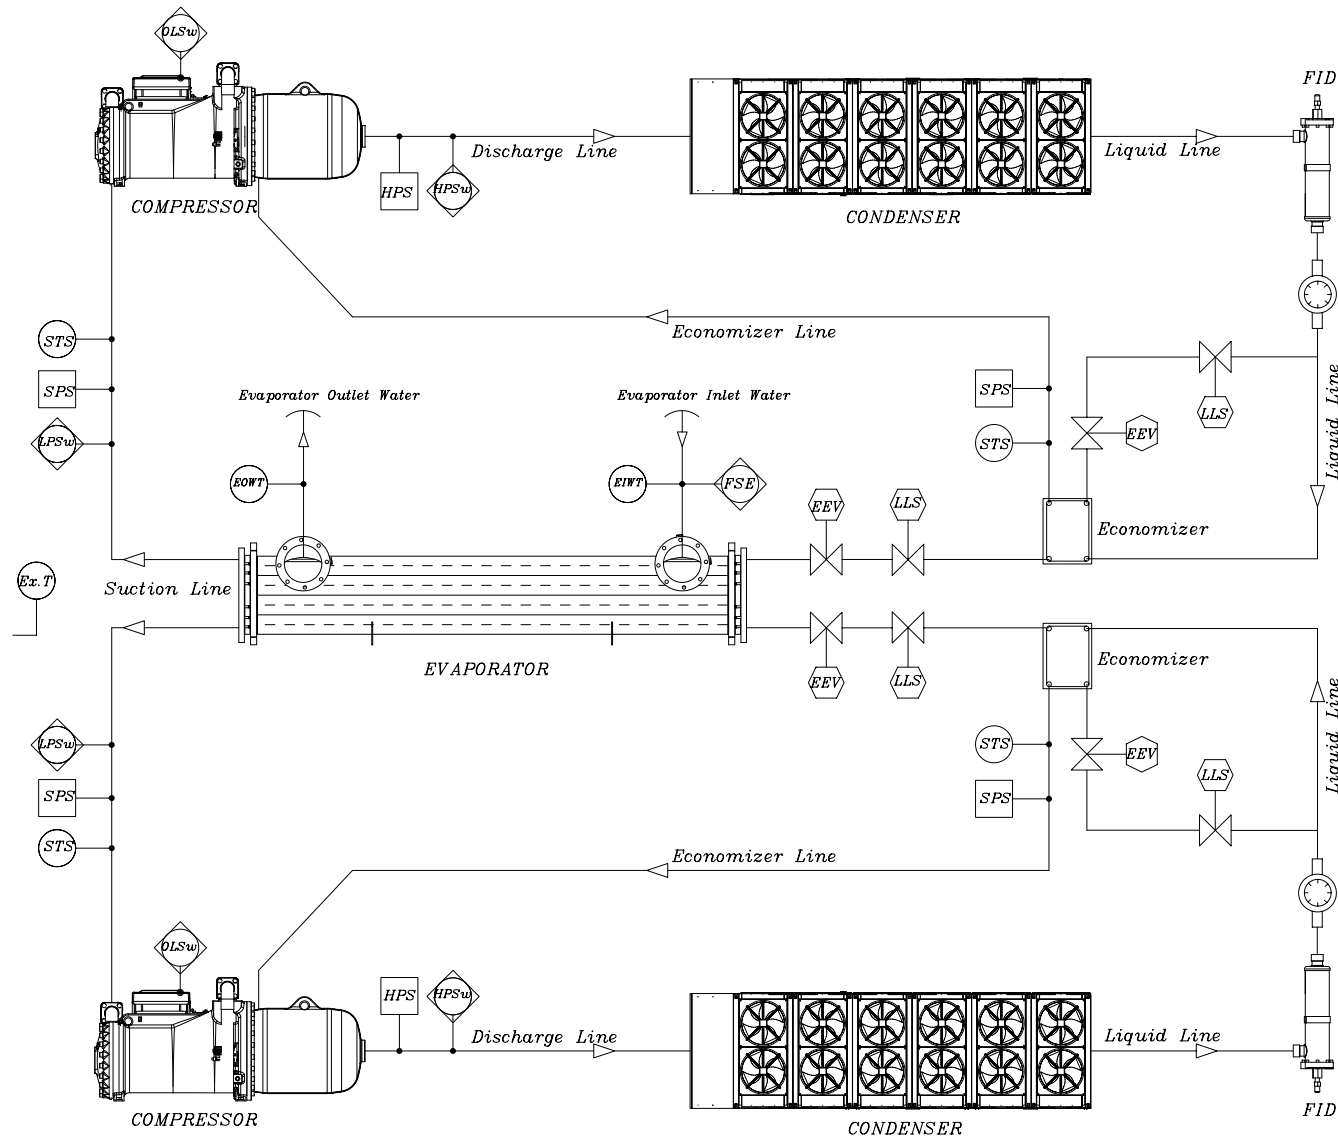 OLSw
FID
Discharge Line
Liquid Line
HPS
HPSw
COMPRESSOR
CONDENSER
STS
Economizer Line
SPS
Evaporator Outlet Water
Evaporator Inlet Water
SPS
LLS
Liquid Line
LPSw
STS
EEV
EOWT
EIWT
FSE
EEV
LLS
Economizer
Ex.T
Suction Line
EVAPORATOR
EEV
LLS
Economizer
LPSw
STS
EEV
LLS
Liquid Line
SPS
SPS
STS
Economizer Line
OLSw
HPS
HPSw
Discharge Line
Liquid Line
COMPRESSOR
CONDENSER
FID